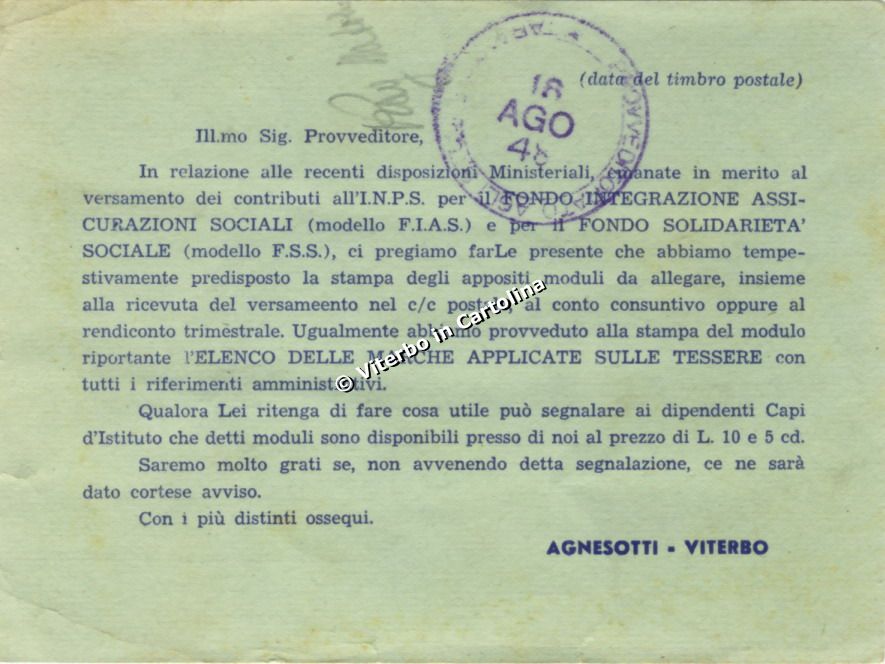 (data del timbro postale)
18
AGO
48
Ill.mo Sig. Provveditore,
In relazione alle recenti disposizioni Ministeriali, emanate in merito al
versamento dei contributi all'I.N.P.S. per il FONDO INTEGRAZIONE ASSI-
CURAZIONI SOCIALI (modello F.I.A.S.) e per il FONDO SOLIDARIETA'
SOCIALE (modello F.S.S.), ci pregiamo farLe presente che abbiamo tempe-
stivamente predisposto la stampa degli appositi moduli da allegare, insieme
alla ricevuta del versameento nel c/c postale, al conto consuntivo oppure al
rendiconto trimestrale. Ugualmente abbiamo provveduto alla stampa del modulo
riportante l'ELENCO DELLE MARCHE APPLICATE SULLE TESSERE con
tutti i riferimenti amministrativi.
Qualora Lei ritenga di fare cosa utile può segnalare ai dipendenti Capi
d'Istituto che detti moduli sono disponibili presso di noi al prezzo di L. 10 e 5 cd.
Saremo molto grati se, non avvenendo detta segnalazione, ce ne sarà
dato cortese avviso.
Con i più distinti ossequi.
AGNESOTTI - VITERBO
© Viterbo in Cartolina